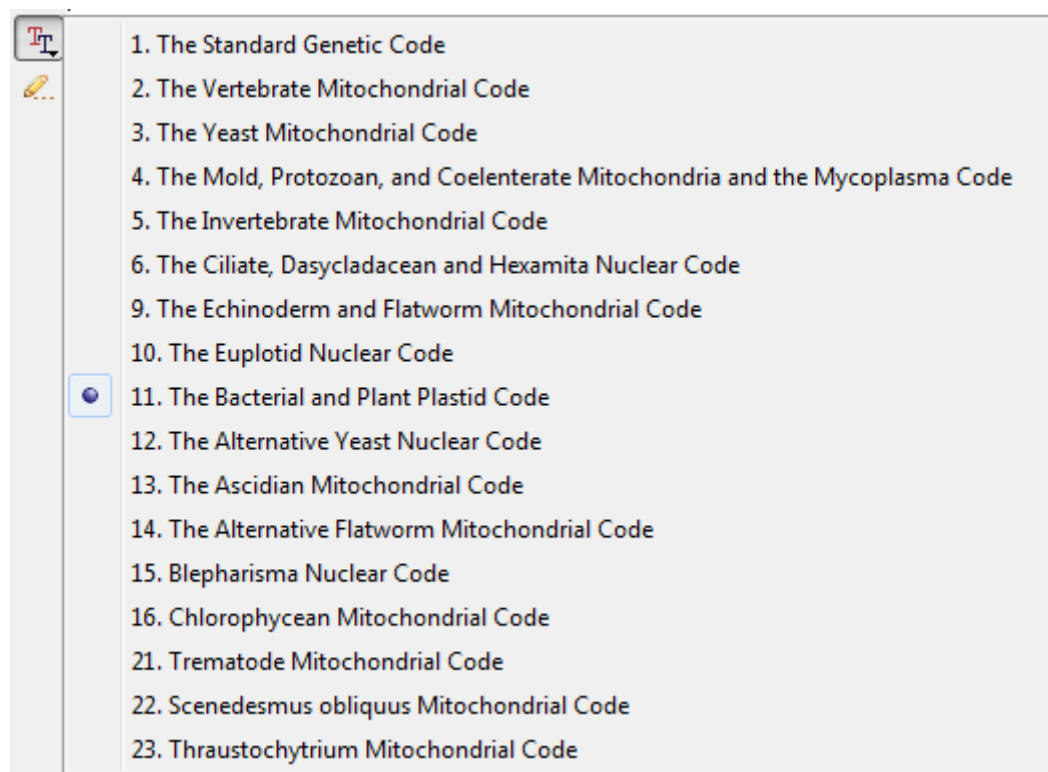 TT
1. The Standard Genetic Code
2. The Vertebrate Mitochondrial Code
3. The Yeast Mitochondrial Code
4. The Mold, Protozoan, and Coelenterate Mitochondria and the Mycoplasma Code
5. The Invertebrate Mitochondrial Code
6. The Ciliate, Dasycladacean and Hexamita Nuclear Code
9. The Echinoderm and Flatworm Mitochondrial Code
10. The Euplotid Nuclear Code
11. The Bacterial and Plant Plastid Code
12. The Alternative Yeast Nuclear Code
13. The Ascidian Mitochondrial Code
14. The Alternative Flatworm Mitochondrial Code
15. Blepharisma Nuclear Code
16. Chlorophycean Mitochondrial Code
21. Trematode Mitochondrial Code
22. Scenedesmus obliquus Mitochondrial Code
23. Thraustochytrium Mitochondrial Code